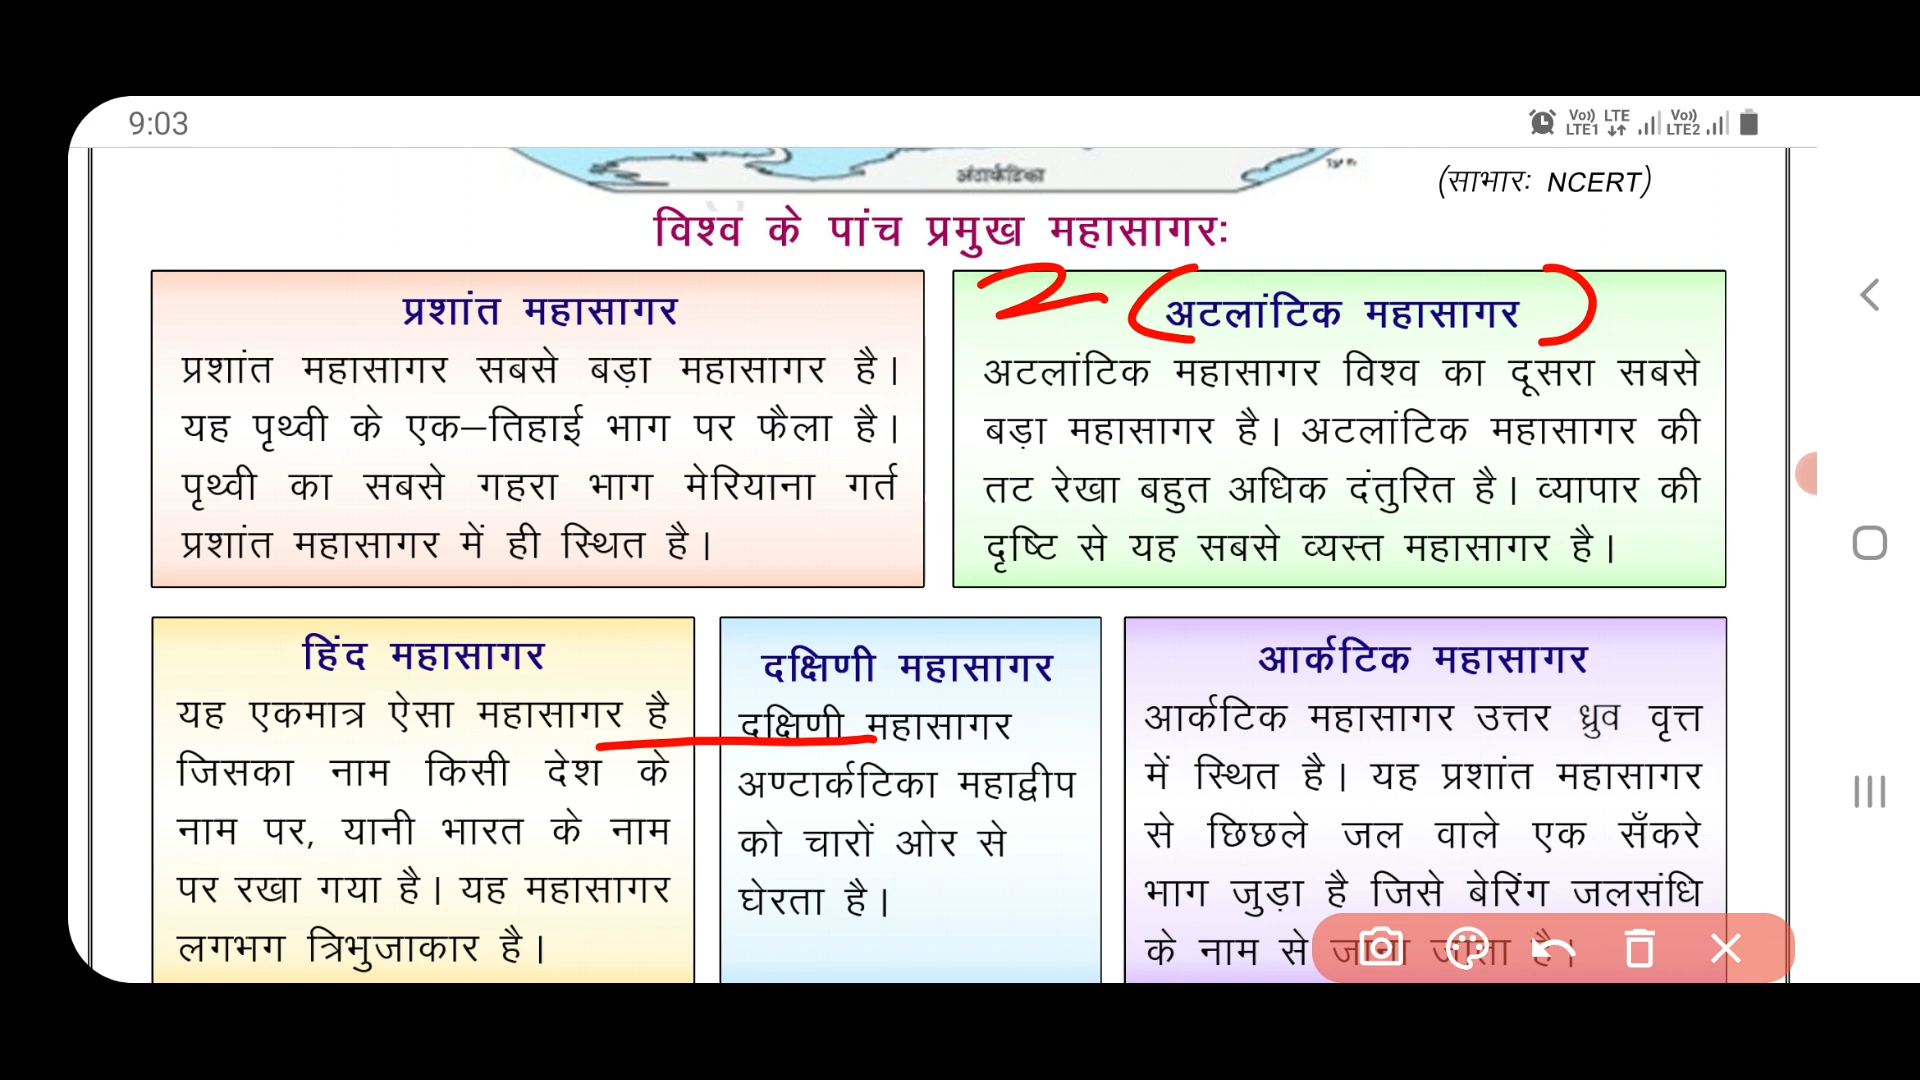 9:03
Vo)) LTE1 LTE Vo)) LTE2
अंटार्कटिका
(साभारः NCERT)
विश्व के पांच प्रमुख महासागरः
प्रशांत महासागर
प्रशांत महासागर सबसे बड़ा महासागर है।
यह पृथ्वी के एक–तिहाई भाग पर फैला है।
पृथ्वी का सबसे गहरा भाग मेरियाना गर्त
प्रशांत महासागर में ही स्थित है।
2 (अटलांटिक महासागर)
अटलांटिक महासागर विश्व का दूसरा सबसे
बड़ा महासागर है। अटलांटिक महासागर की
तट रेखा बहुत अधिक दंतुरित है। व्यापार की
दृष्टि से यह सबसे व्यस्त महासागर है।
हिंद महासागर
यह एकमात्र ऐसा महासागर है
जिसका नाम किसी देश के
नाम पर, यानी भारत के नाम
पर रखा गया है। यह महासागर
लगभग त्रिभुजाकार है।
दक्षिणी महासागर
दक्षिणी महासागर
अण्टार्कटिका महाद्वीप
को चारों ओर से
घेरता है।
आर्कटिक महासागर
आर्कटिक महासागर उत्तर ध्रुव वृत्त
में स्थित है। यह प्रशांत महासागर
से छिछले जल वाले एक सँकरे
भाग जुड़ा है जिसे बेरिंग जलसंधि
के नाम से जाना जाता है।